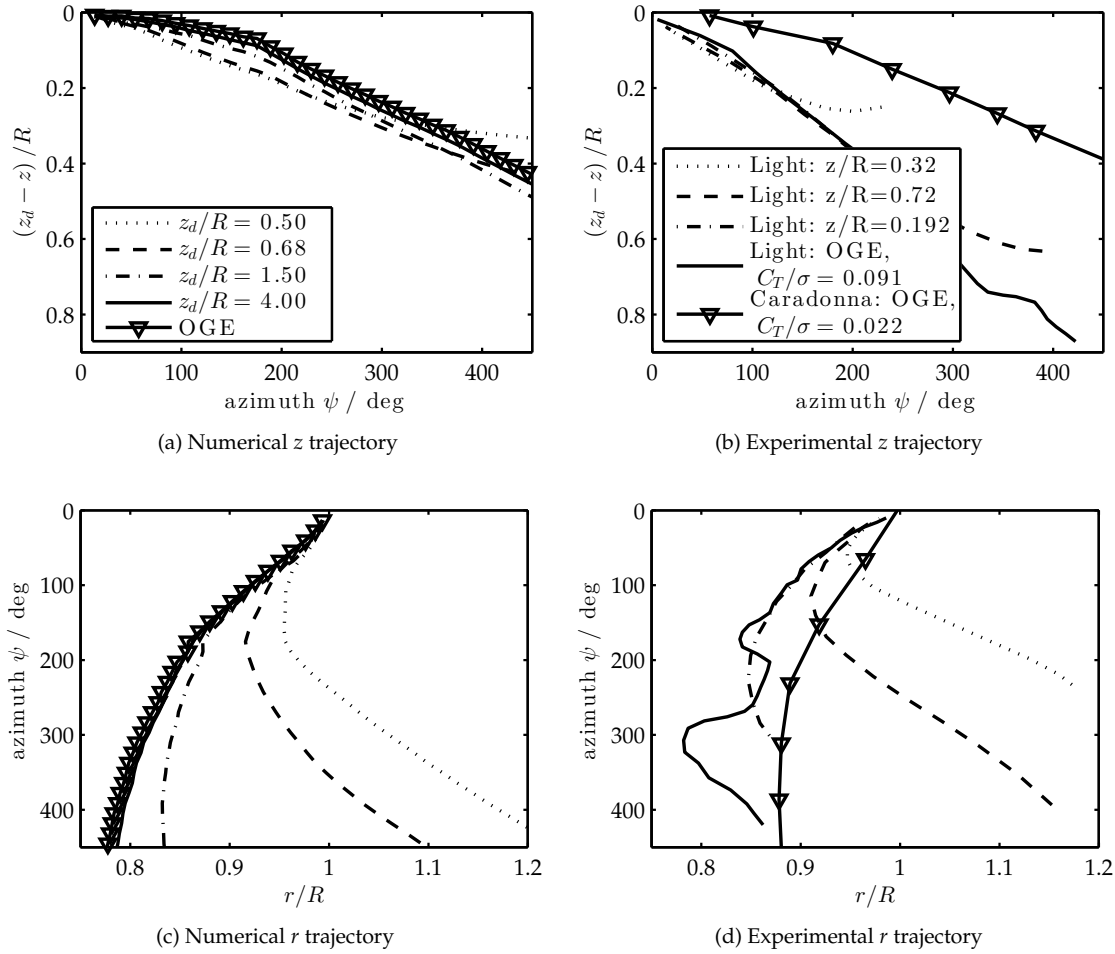 0
0.2
0.4
0.6
0.8
(z_d − z) /R
z_d/R = 0.50
z_d/R = 0.68
z_d/R = 1.50
z_d/R = 4.00
OGE
0 100 200 300 400
azimuth ψ / deg
(a) Numerical z trajectory
0
0.2
0.4
0.6
0.8
(z_d − z) /R
Light: z/R=0.32
Light: z/R=0.72
Light: z/R=0.192
Light: OGE,
C_T/σ = 0.091
Caradonna: OGE,
C_T/σ = 0.022
0 100 200 300 400
azimuth ψ / deg
(b) Experimental z trajectory
0
100
200
300
400
azimuth ψ / deg
0.8 0.9 1 1.1 1.2
r/R
(c) Numerical r trajectory
0
100
200
300
400
azimuth ψ / deg
0.8 0.9 1 1.1 1.2
r/R
(d) Experimental r trajectory